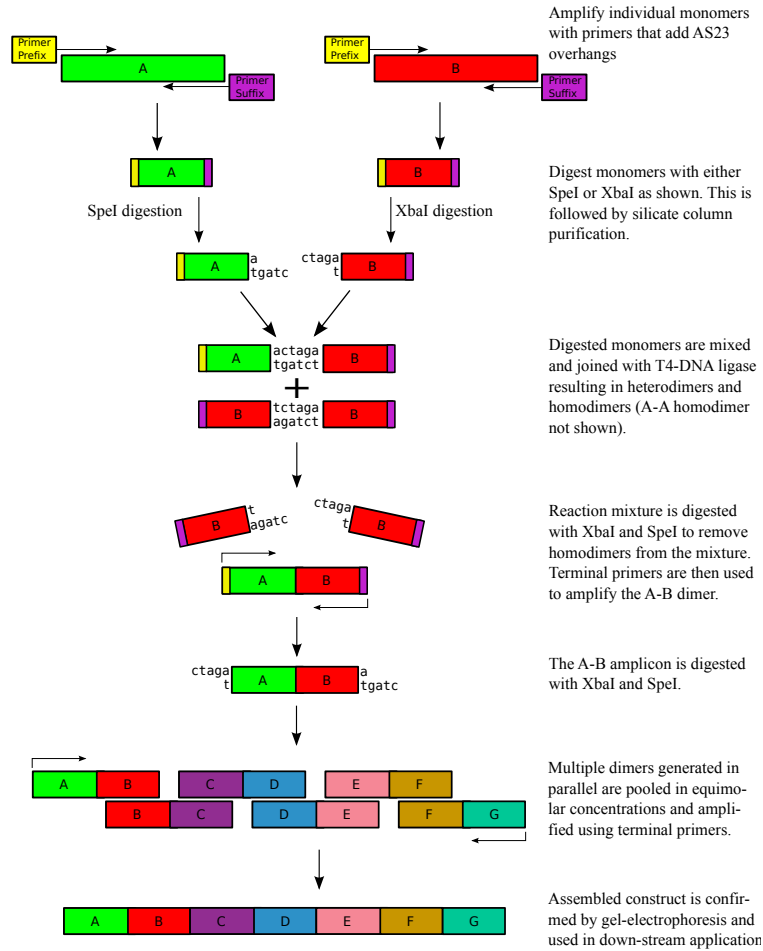 Amplify individual monomers
with primers that add AS23
overhangs
Primer
Prefix
A
Primer
Suffix
Primer
Prefix
B
Primer
Suffix
A
B
Digest monomers with either
SpeI or XbaI as shown. This is
followed by silicate column
purification.
SpeI digestion
XbaI digestion
A
a
tgatc
ctaga
t
B
Digested monomers are mixed
and joined with T4-DNA ligase
resulting in heterodimers and
homodimers (A-A homodimer
not shown).
A
actaga
tgatct
B
+
B
tctaga
agatct
B
Reaction mixture is digested
with XbaI and SpeI to remove
homodimers from the mixture.
Terminal primers are then used
to amplify the A-B dimer.
B
t
agatc
ctaga
t
B
A B
The A-B amplicon is digested
with XbaI and SpeI.
ctaga
t
A B
a
tgatc
Multiple dimers generated in
parallel are pooled in equimo-
lar concentrations and ampli-
fied using terminal primers.
A B C D E F
B C D E F G
Assembled construct is confir-
med by gel-electrophoresis and
used in down-stream application
A B C D E F G